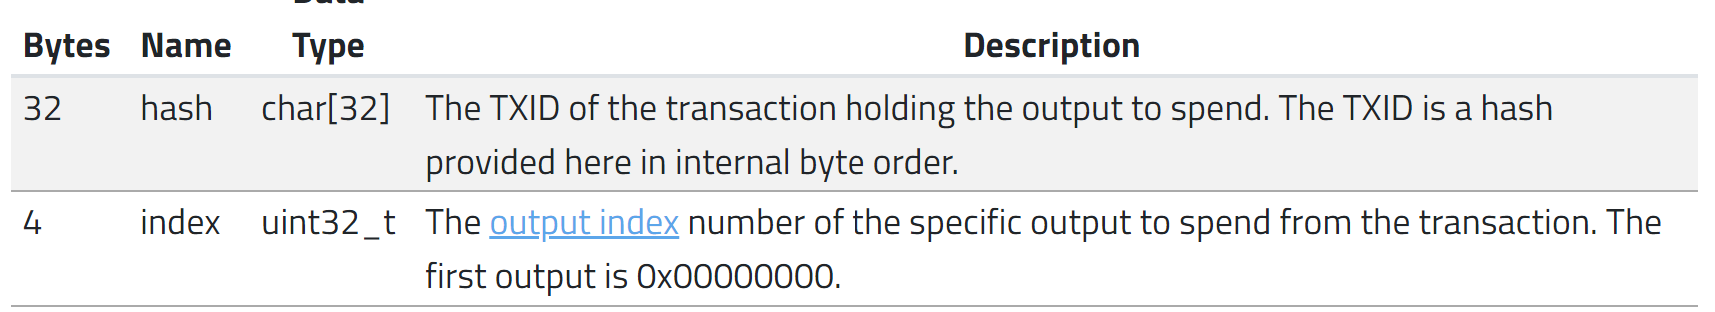 Data
Bytes Name Type Description
32 hash char[32] The TXID of the transaction holding the output to spend. The TXID is a hash
provided here in internal byte order.
4 index uint32_t The output index number of the specific output to spend from the transaction. The
first output is 0x00000000.